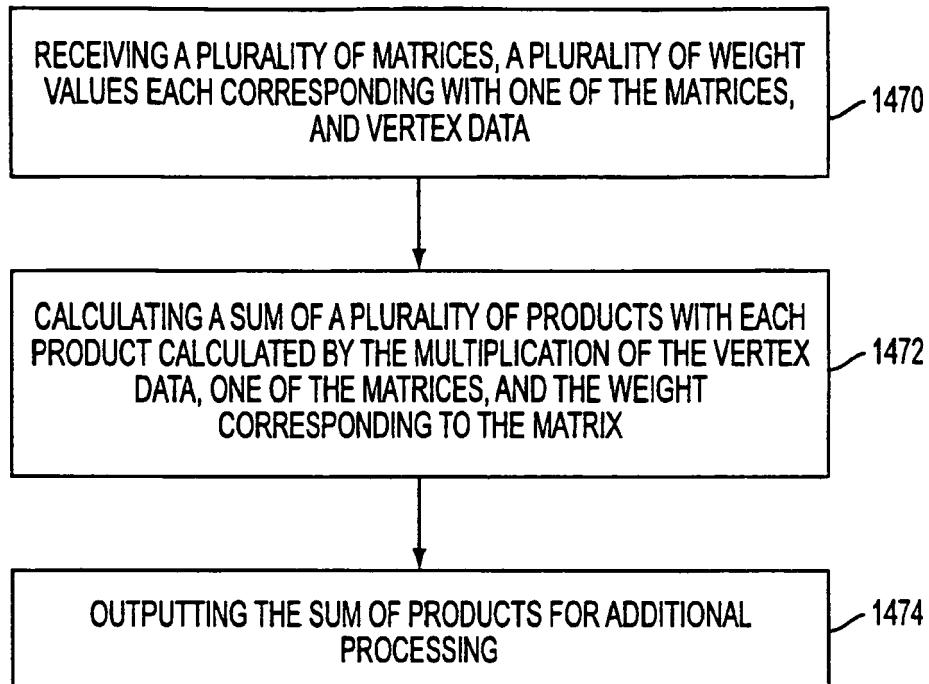 RECEIVING A PLURALITY OF MATRICES, A PLURALITY OF WEIGHT
VALUES EACH CORRESPONDING WITH ONE OF THE MATRICES,
AND VERTEX DATA
1470
CALCULATING A SUM OF A PLURALITY OF PRODUCTS WITH EACH
PRODUCT CALCULATED BY THE MULTIPLICATION OF THE VERTEX
DATA, ONE OF THE MATRICES, AND THE WEIGHT
CORRESPONDING TO THE MATRIX
1472
OUTPUTTING THE SUM OF PRODUCTS FOR ADDITIONAL
PROCESSING
1474